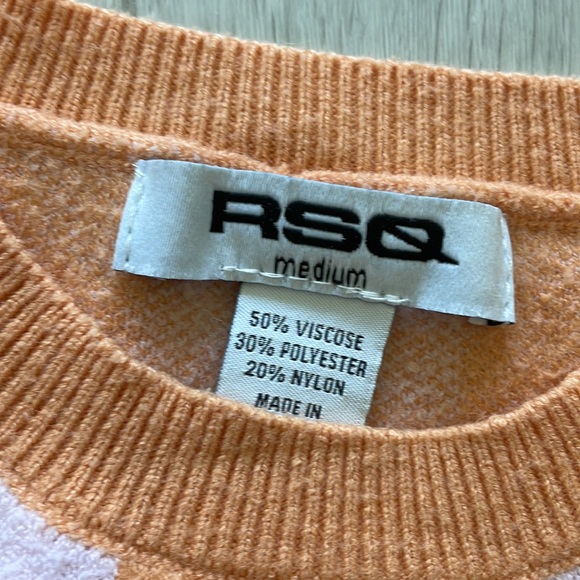 RSQ
medium
50% VISCOSE
30% POLYESTER
20% NYLON
MADE IN